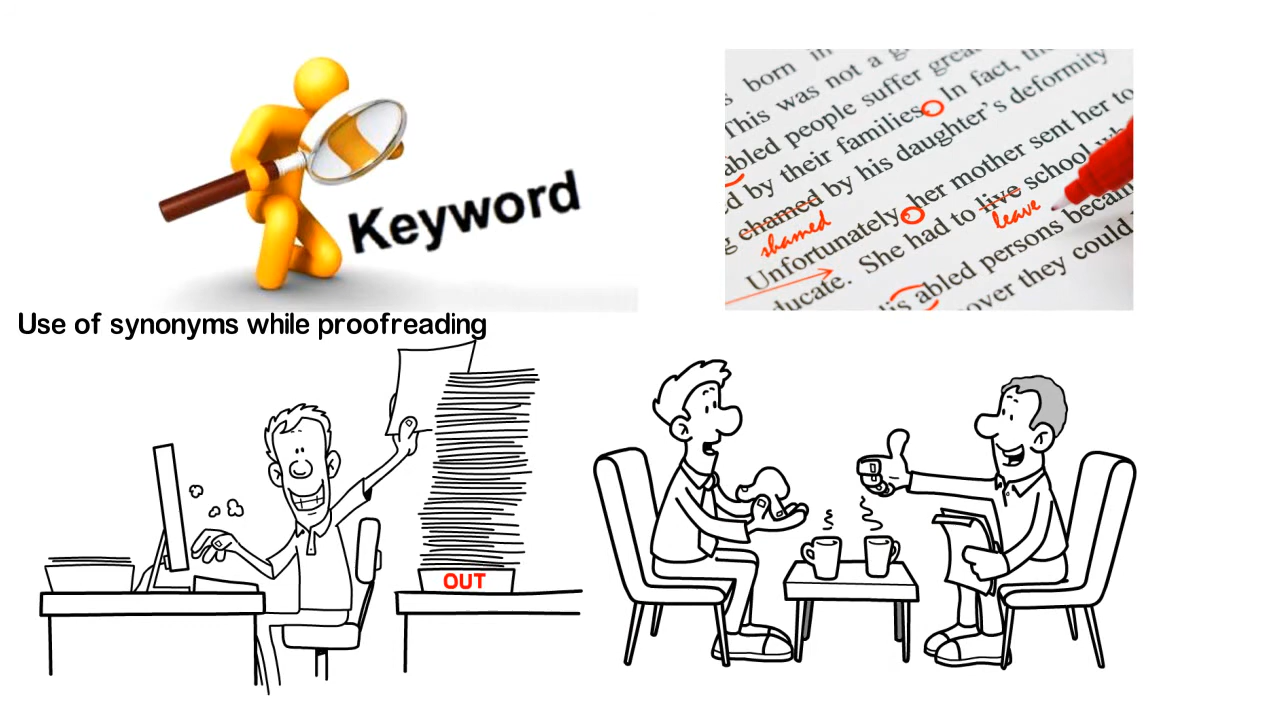 Keyword
s born in
This was not a g
abled people suffer grea
d by their families. In fact, th
g chamed by his daughter's deformity
shamed
Unfortunately, her mother sent her to
ducate. She had to live school wh
leave
is abled persons becam
over they could
Use of synonyms while proofreading
OUT